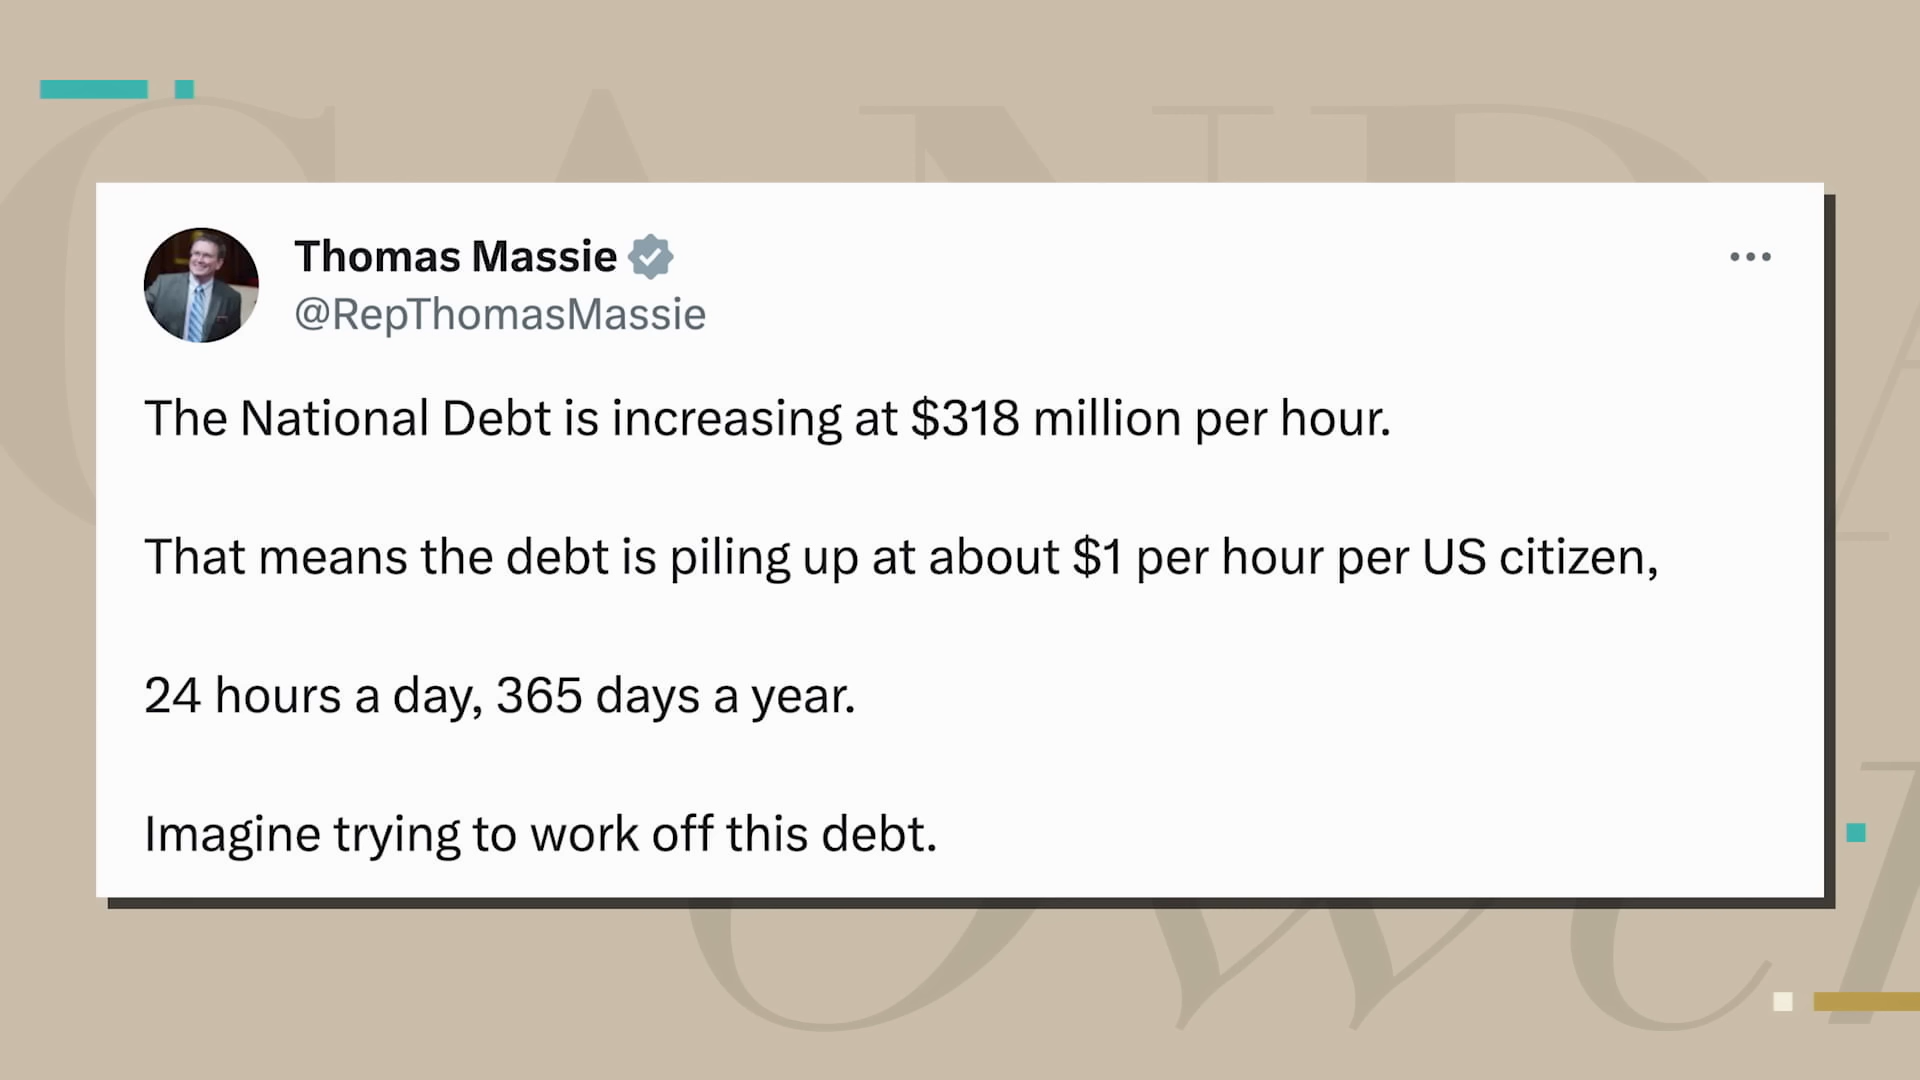 CAND
Thomas Massie
@RepThomasMassie
The National Debt is increasing at $318 million per hour.
That means the debt is piling up at about $1 per hour per US citizen,
24 hours a day, 365 days a year.
Imagine trying to work off this debt.